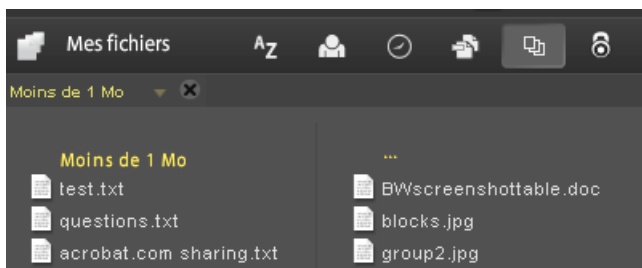 Mes fichiers AZ
Moins de 1 Mo
Moins de 1 Mo
test.txt
questions.txt
acrobat.com sharing.txt
...
BWscreenshottable.doc
blocks.jpg
group2.jpg